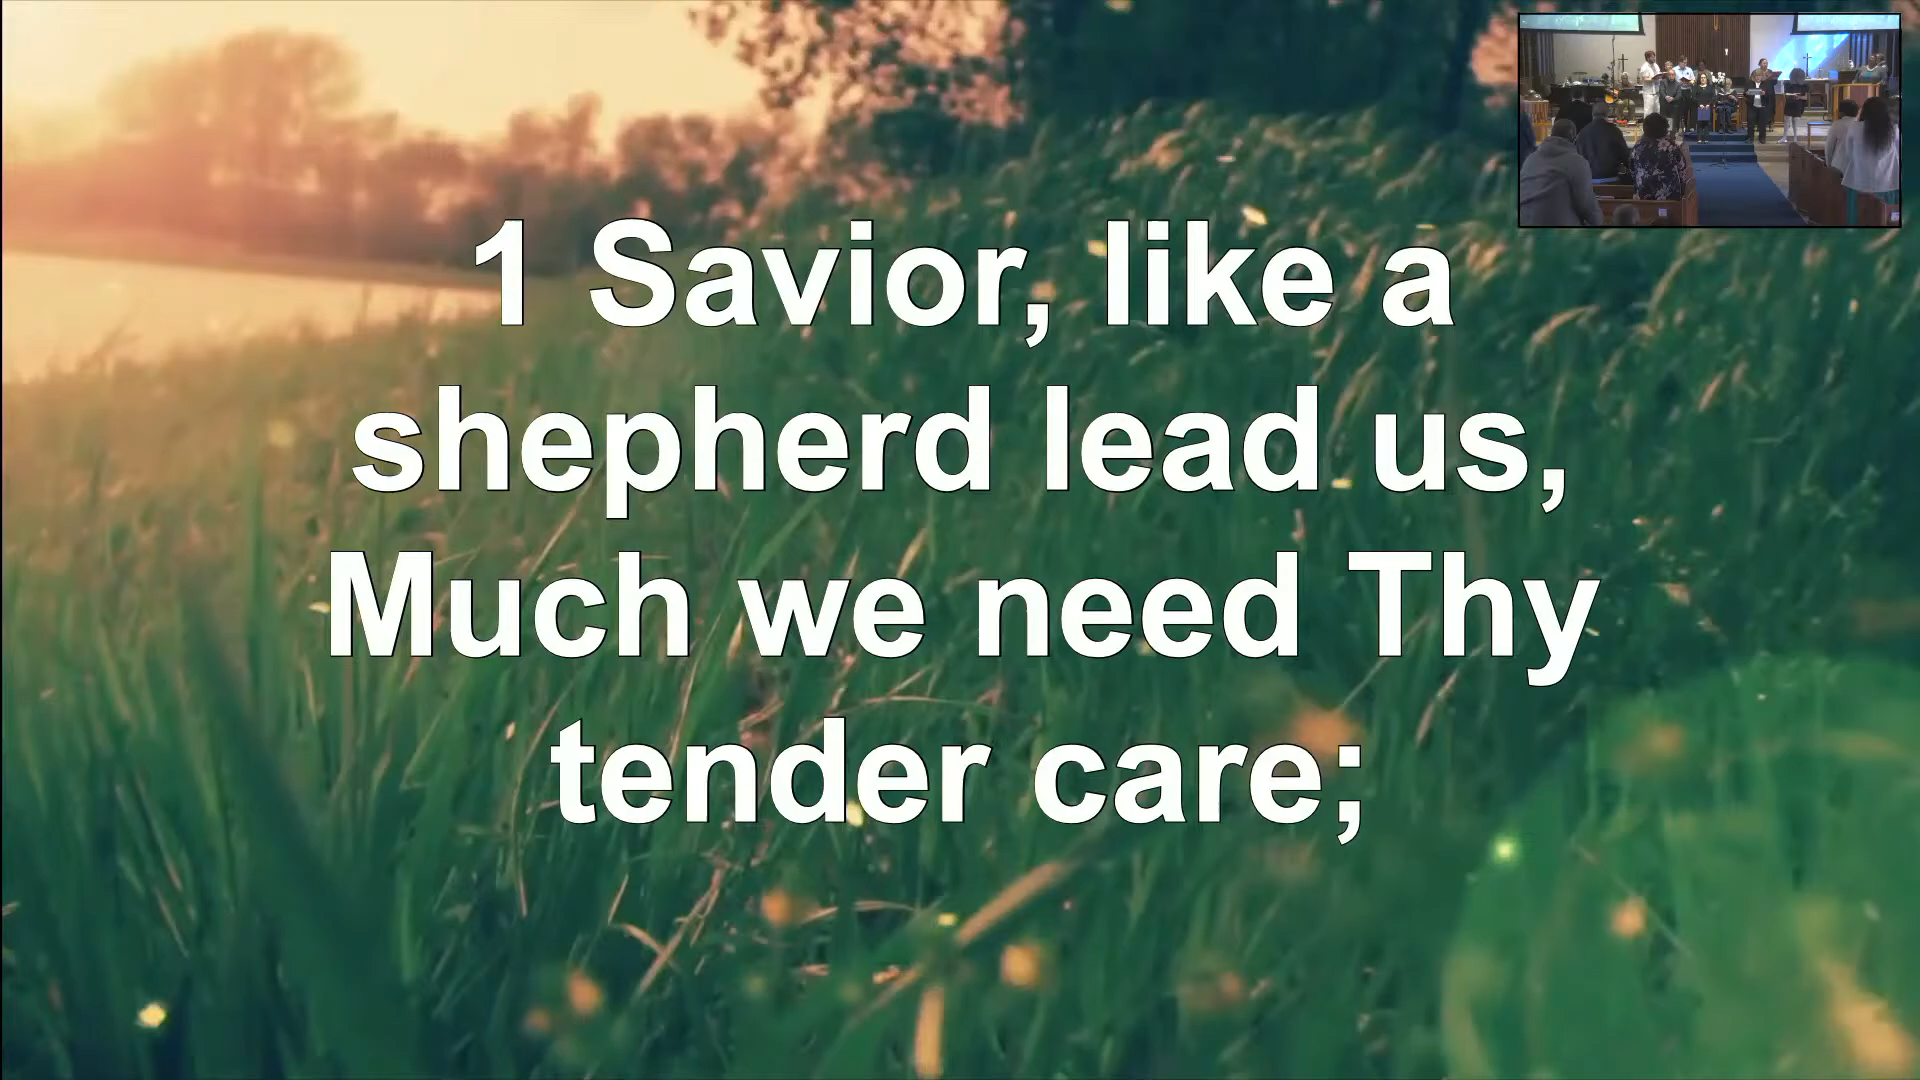 1 Savior, like a
shepherd lead us,
Much we need Thy
tender care;